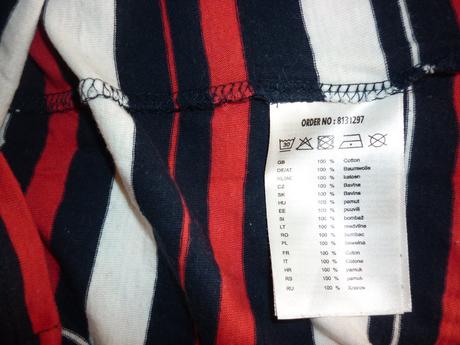 ORDER NO : 8131297
30
GB 100 % Cotton
DE/AT 100 % Baumwolle
100 % katoen
CZ 100 % Bavlna
SK 100 % Bavlna
HU 100 % pamut
EE 100 % puuvill
SI 100 % bombaž
LT 100 % medvilnė
RO 100 % bumbac
PL 100 % bawełna
FR 100 % Coton
IT 100 % Cotone
HR 100 % pamuk
RS 100 % pamuk
RU 100 % Хлопок